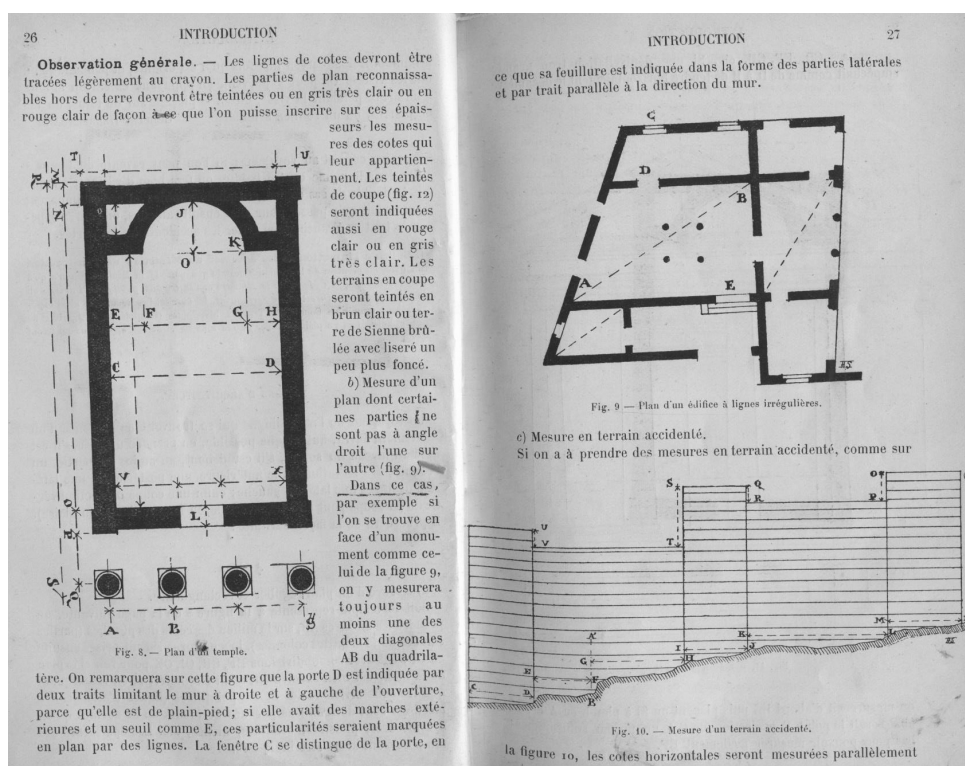 26
INTRODUCTION
Observation générale. — Les lignes de cotes devront être
tracées légèrement au crayon. Les parties de plan reconnaissa-
bles hors de terre devront être teintées ou en gris très clair ou en
rouge clair de façon à ce que l'on puisse inscrire sur ces épais-
seurs les mesu-
res des cotes qui
leur appartien-
nent. Les teintes
de coupe (fig. 12)
seront indiquées
aussi en rouge
clair ou en gris
très clair. Les
terrains en coupe
seront teintés en
brun clair ou ter-
re de Sienne brû-
lée avec liseré un
peu plus foncé.
b) Mesure d'un
plan dont certai-
nes parties ne
sont pas à angle
droit l'une sur
l'autre (fig. 9).
Dans ce cas,
par exemple si
l'on se trouve en
face d'un monu-
ment comme ce-
lui de la figure 9,
on y mesurera
toujours au
moins une des
deux diagonales
AB du quadrila-
T U
R M N
J
K
O
E F G H
C D
V X
L
O P
S Q
A B y
Fig. 8. — Plan d'un temple.
tère. On remarquera sur cette figure que la porte D est indiquée par
deux traits limitant le mur à droite et à gauche de l'ouverture,
parce qu'elle est de plain-pied; si elle avait des marches exté-
rieures et un seuil comme E, ces particularités seraient marquées
en plan par des lignes. La fenêtre C se distingue de la porte, en
INTRODUCTION
27
ce que sa feuillure est indiquée dans la forme des parties latérales
et par trait parallèle à la direction du mur.
C
D
B
A E
Fig. 9 — Plan d'un édifice à lignes irrégulières.
c) Mesure en terrain accidenté.
Si on a à prendre des mesures en terrain accidenté, comme sur
S Q O
R P
U
V T
K M
A' I J L
G H
E F
C D
B
Fig. 10. — Mesure d'un terrain accidenté.
la figure 10, les cotes horizontales seront mesurées parallèlement